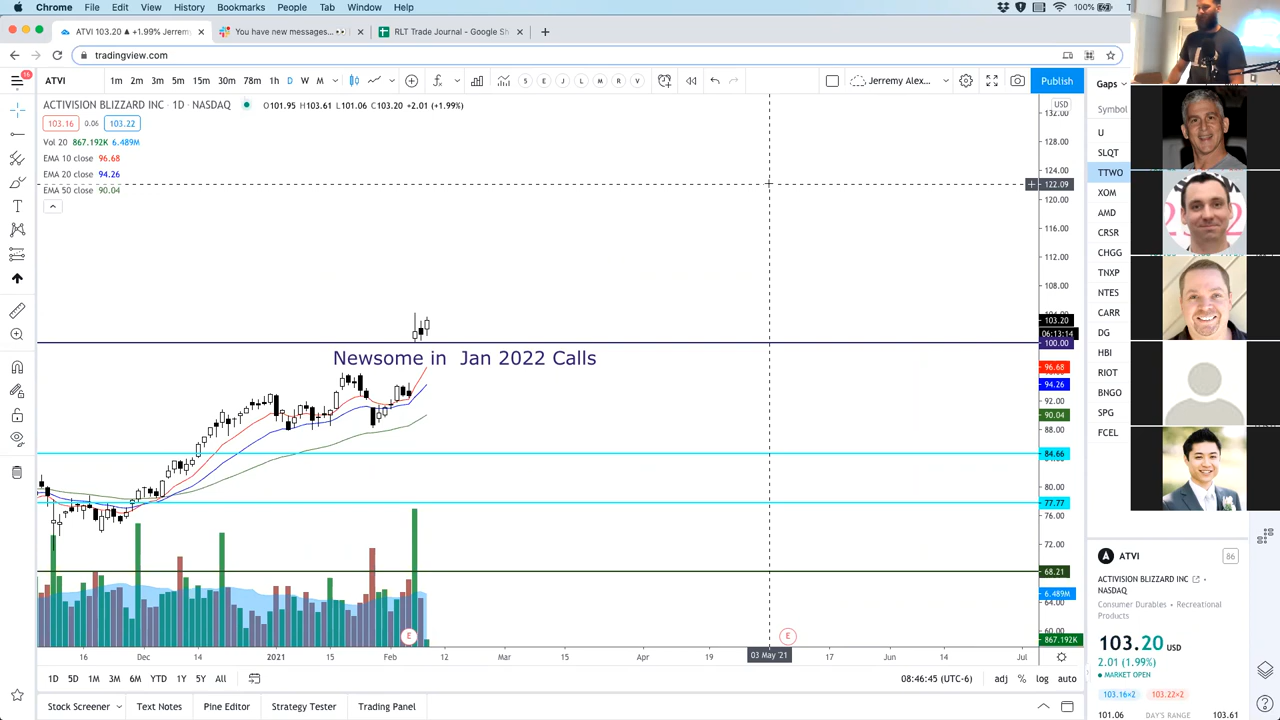 Chrome File Edit View History Bookmarks People Tab Window Help 100%
ATVI 103.20 ▲ +1.99% Jerrem
You have new messages...
RLT Trade Journal - Google Sh
tradingview.com
16
ATVI 1m 2m 3m 5m 15m 30m 78m 1h D W M S E J L M R V Jerremy Alex... Publish
ACTIVISION BLIZZARD INC · 1D · NASDAQ O101.95 H103.61 L101.06 C103.20 +2.01 (+1.99%)
103.16 0.06 103.22
Vol 20 867.192K 6.489M
EMA 10 close 96.68
EMA 20 close 94.26
EMA 50 close 90.04
Newsome in Jan 2022 Calls
USD
132.00
128.00
124.00
122.09
120.00
116.00
112.00
108.00
103.20
06:13:14
100.00
96.68
94.26
92.00
90.04
88.00
84.66
80.00
77.77
76.00
72.00
68.21
6.489M
64.00
60.00
867.192K
E E
16 Dec 14 2021 15 Feb 12 Mar 15 Apr 19 03 May '21 17 Jun 14 Jul
1D 5D 1M 3M 6M YTD 1Y 5Y All 08:46:45 (UTC-6) adj % log auto
Stock Screener Text Notes Pine Editor Strategy Tester Trading Panel
Gaps
Symbol
U
SLQT
TTWO
XOM
AMD
CRSR
CHGG
TNXP
NTES
CARR
DG
HBI
RIOT
BNGO
SPG
FCEL
ATVI 86
ACTIVISION BLIZZARD INC
NASDAQ
Consumer Durables • Recreational
Products
103.20 USD
2.01 (1.99%)
MARKET OPEN
103.16×2 103.22×2
101.06 DAY'S RANGE 103.61